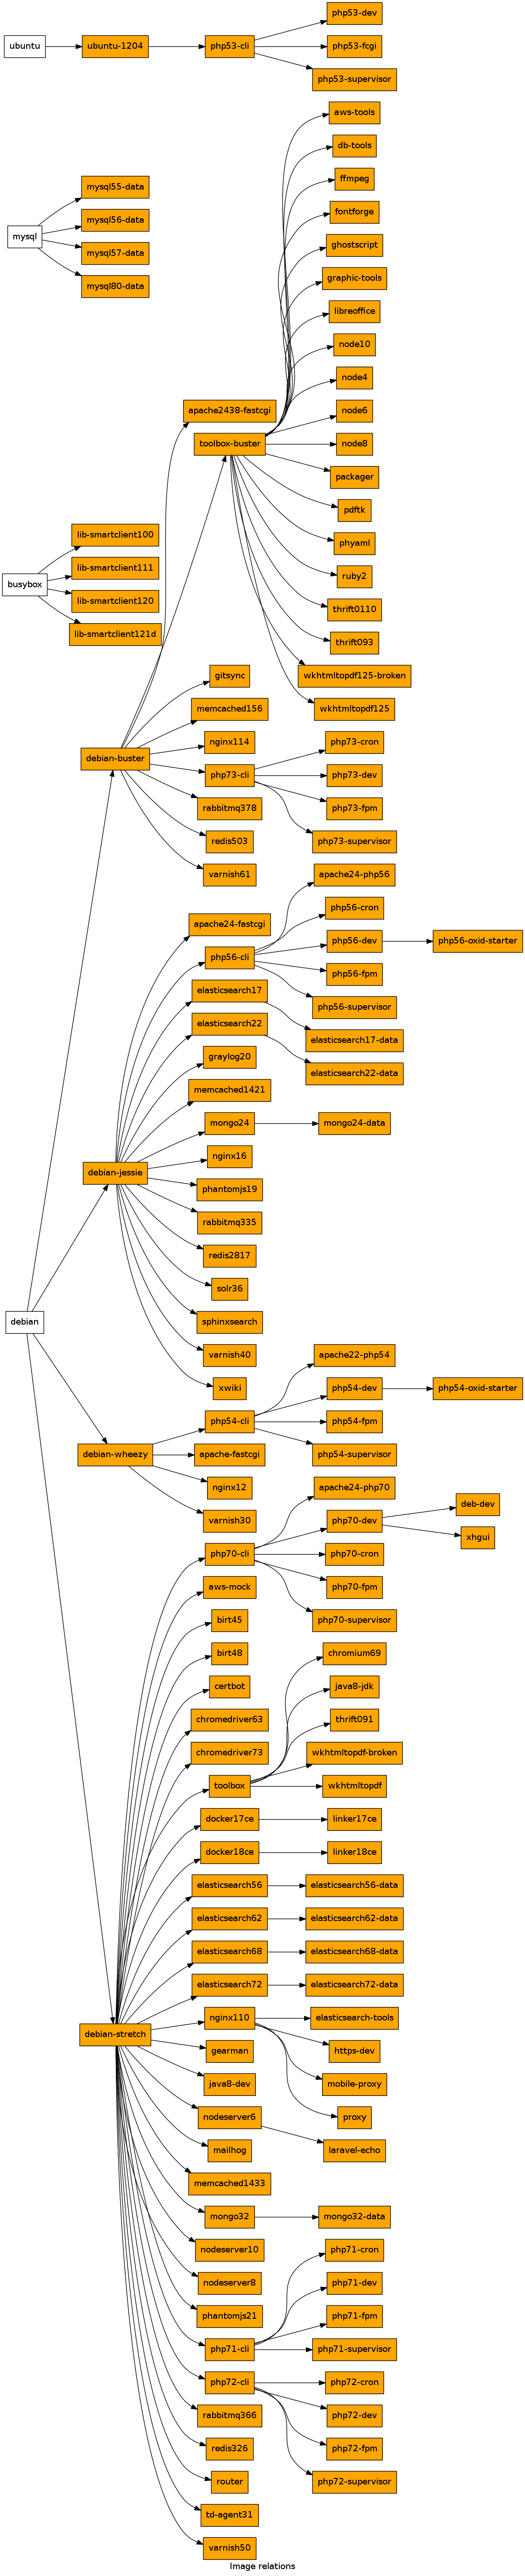 php53-dev
ubuntu
ubuntu-1204
php53-cli
php53-fcgi
php53-supervisor
aws-tools
db-tools
ffmpeg
mysql55-data
fontforge
mysql56-data
mysql
ghostscript
mysql57-data
graphic-tools
mysql80-data
libreoffice
node10
node4
apache2438-fastcgi
node6
toolbox-buster
node8
packager
pdftk
lib-smartclient100
phyaml
lib-smartclient111
ruby2
busybox
lib-smartclient120
thrift0110
lib-smartclient121d
thrift093
gitsync
wkhtmltopdf125-broken
memcached156
wkhtmltopdf125
nginx114
php73-cron
debian-buster
php73-cli
php73-dev
rabbitmq378
php73-fpm
redis503
php73-supervisor
varnish61
apache24-php56
php56-cron
apache24-fastcgi
php56-dev
php56-oxid-starter
php56-cli
php56-fpm
elasticsearch17
php56-supervisor
elasticsearch22
elasticsearch17-data
graylog20
elasticsearch22-data
memcached1421
mongo24
mongo24-data
nginx16
debian-jessie
phantomjs19
rabbitmq335
redis2817
solr36
debian
sphinxsearch
varnish40
apache22-php54
xwiki
php54-dev
php54-oxid-starter
php54-cli
php54-fpm
debian-wheezy
apache-fastcgi
php54-supervisor
nginx12
apache24-php70
deb-dev
varnish30
php70-dev
xhgui
php70-cli
php70-cron
aws-mock
php70-fpm
birt45
php70-supervisor
birt48
chromium69
certbot
java8-jdk
chromedriver63
thrift091
chromedriver73
wkhtmltopdf-broken
toolbox
wkhtmltopdf
docker17ce
linker17ce
docker18ce
linker18ce
elasticsearch56
elasticsearch56-data
elasticsearch62
elasticsearch62-data
elasticsearch68
elasticsearch68-data
elasticsearch72
elasticsearch72-data
nginx110
elasticsearch-tools
debian-stretch
gearman
https-dev
java8-dev
mobile-proxy
nodeserver6
proxy
mailhog
laravel-echo
memcached1433
mongo32
mongo32-data
nodeserver10
php71-cron
nodeserver8
php71-dev
phantomjs21
php71-fpm
php71-cli
php71-supervisor
php72-cli
php72-cron
rabbitmq366
php72-dev
redis326
php72-fpm
router
php72-supervisor
td-agent31
varnish50
Image relations